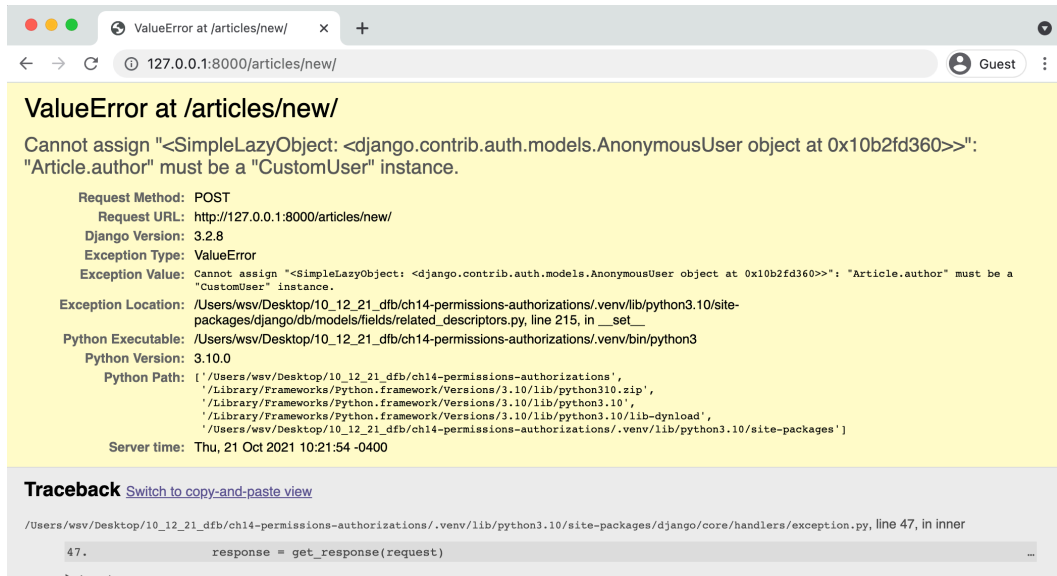 ValueError at /articles/new/
127.0.0.1:8000/articles/new/
Guest
ValueError at /articles/new/
Cannot assign "<SimpleLazyObject: <django.contrib.auth.models.AnonymousUser object at 0x10b2fd360>>":
"Article.author" must be a "CustomUser" instance.
Request Method: POST
Request URL: http://127.0.0.1:8000/articles/new/
Django Version: 3.2.8
Exception Type: ValueError
Exception Value: Cannot assign "<SimpleLazyObject: <django.contrib.auth.models.AnonymousUser object at 0x10b2fd360>>": "Article.author" must be a
"CustomUser" instance.
Exception Location: /Users/wsv/Desktop/10_12_21_dfb/ch14-permissions-authorizations/.venv/lib/python3.10/site-
packages/django/db/models/fields/related_descriptors.py, line 215, in __set__
Python Executable: /Users/wsv/Desktop/10_12_21_dfb/ch14-permissions-authorizations/.venv/bin/python3
Python Version: 3.10.0
Python Path: ['/Users/wsv/Desktop/10_12_21_dfb/ch14-permissions-authorizations',
'/Library/Frameworks/Python.framework/Versions/3.10/lib/python310.zip',
'/Library/Frameworks/Python.framework/Versions/3.10/lib/python3.10',
'/Library/Frameworks/Python.framework/Versions/3.10/lib/python3.10/lib-dynload',
'/Users/wsv/Desktop/10_12_21_dfb/ch14-permissions-authorizations/.venv/lib/python3.10/site-packages']
Server time: Thu, 21 Oct 2021 10:21:54 -0400
Traceback Switch to copy-and-paste view
/Users/wsv/Desktop/10_12_21_dfb/ch14-permissions-authorizations/.venv/lib/python3.10/site-packages/django/core/handlers/exception.py, line 47, in inner
47. response = get_response(request) …